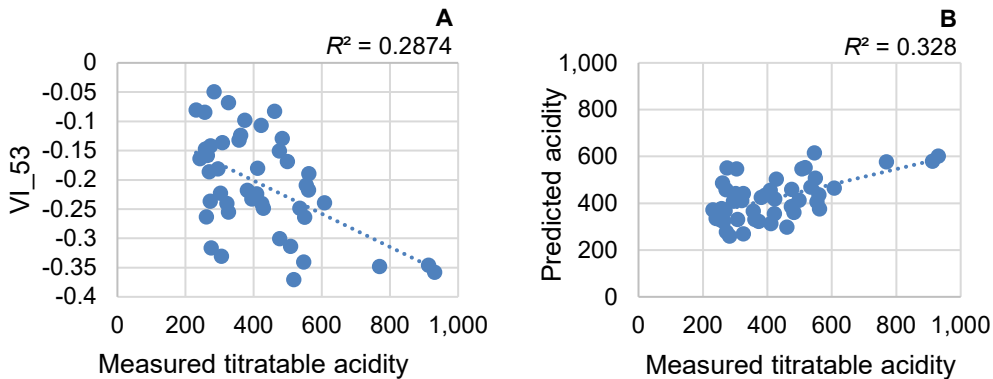 A
R² = 0.2874
0
-0.05
-0.1
-0.15
-0.2
-0.25
-0.3
-0.35
-0.4
VI_53
0 200 400 600 800 1,000
Measured titratable acidity
B
R² = 0.328
1,000
800
600
400
200
0
Predicted acidity
0 200 400 600 800 1,000
Measured titratable acidity